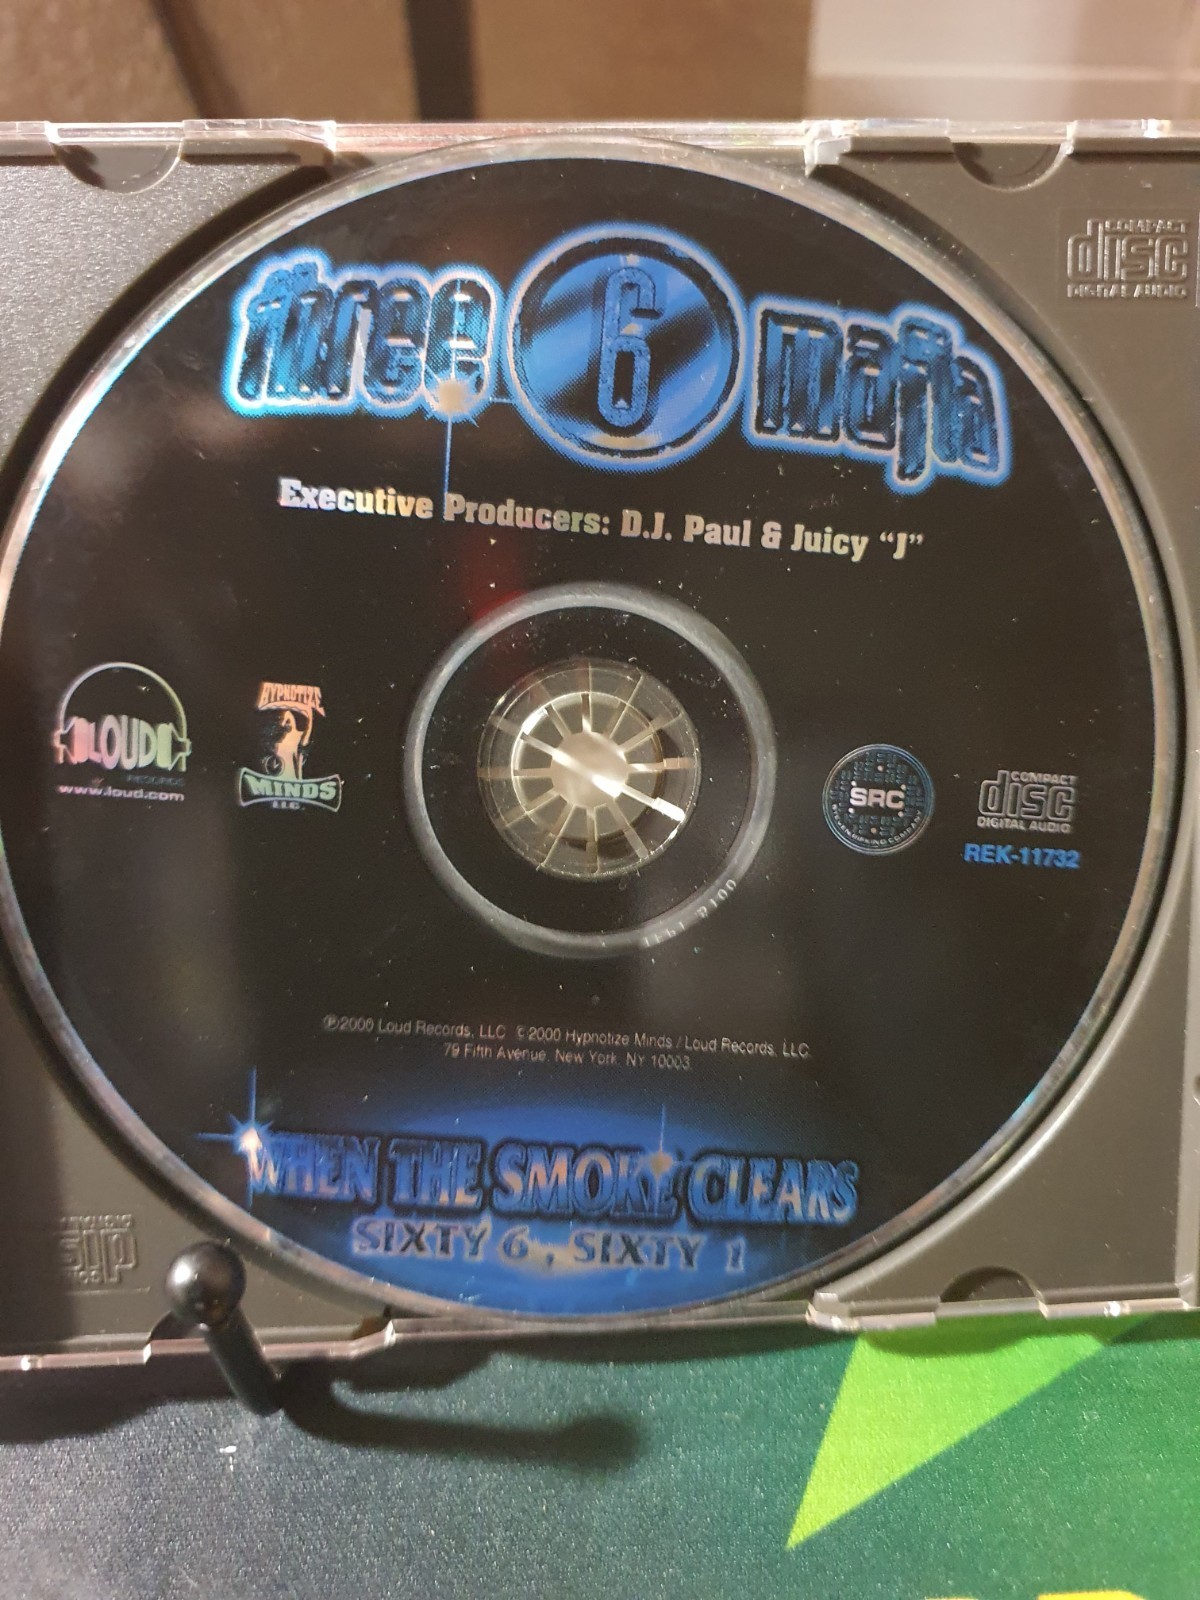 COMPACT
disc
DIGITAL AUDIO
three 6 mafia
Executive Producers: D.J. Paul & Juicy “J”
LOUD
RECORDS
www.loud.com
HYPNOTIZE
MINDS
LLC
SRC
COMPACT
disc
DIGITAL AUDIO
REK-11732
℗2000 Loud Records, LLC ©2000 Hypnotize Minds / Loud Records, LLC.
79 Fifth Avenue, New York, NY 10003
WHEN THE SMOKE CLEARS
SIXTY 6, SIXTY 1
disc